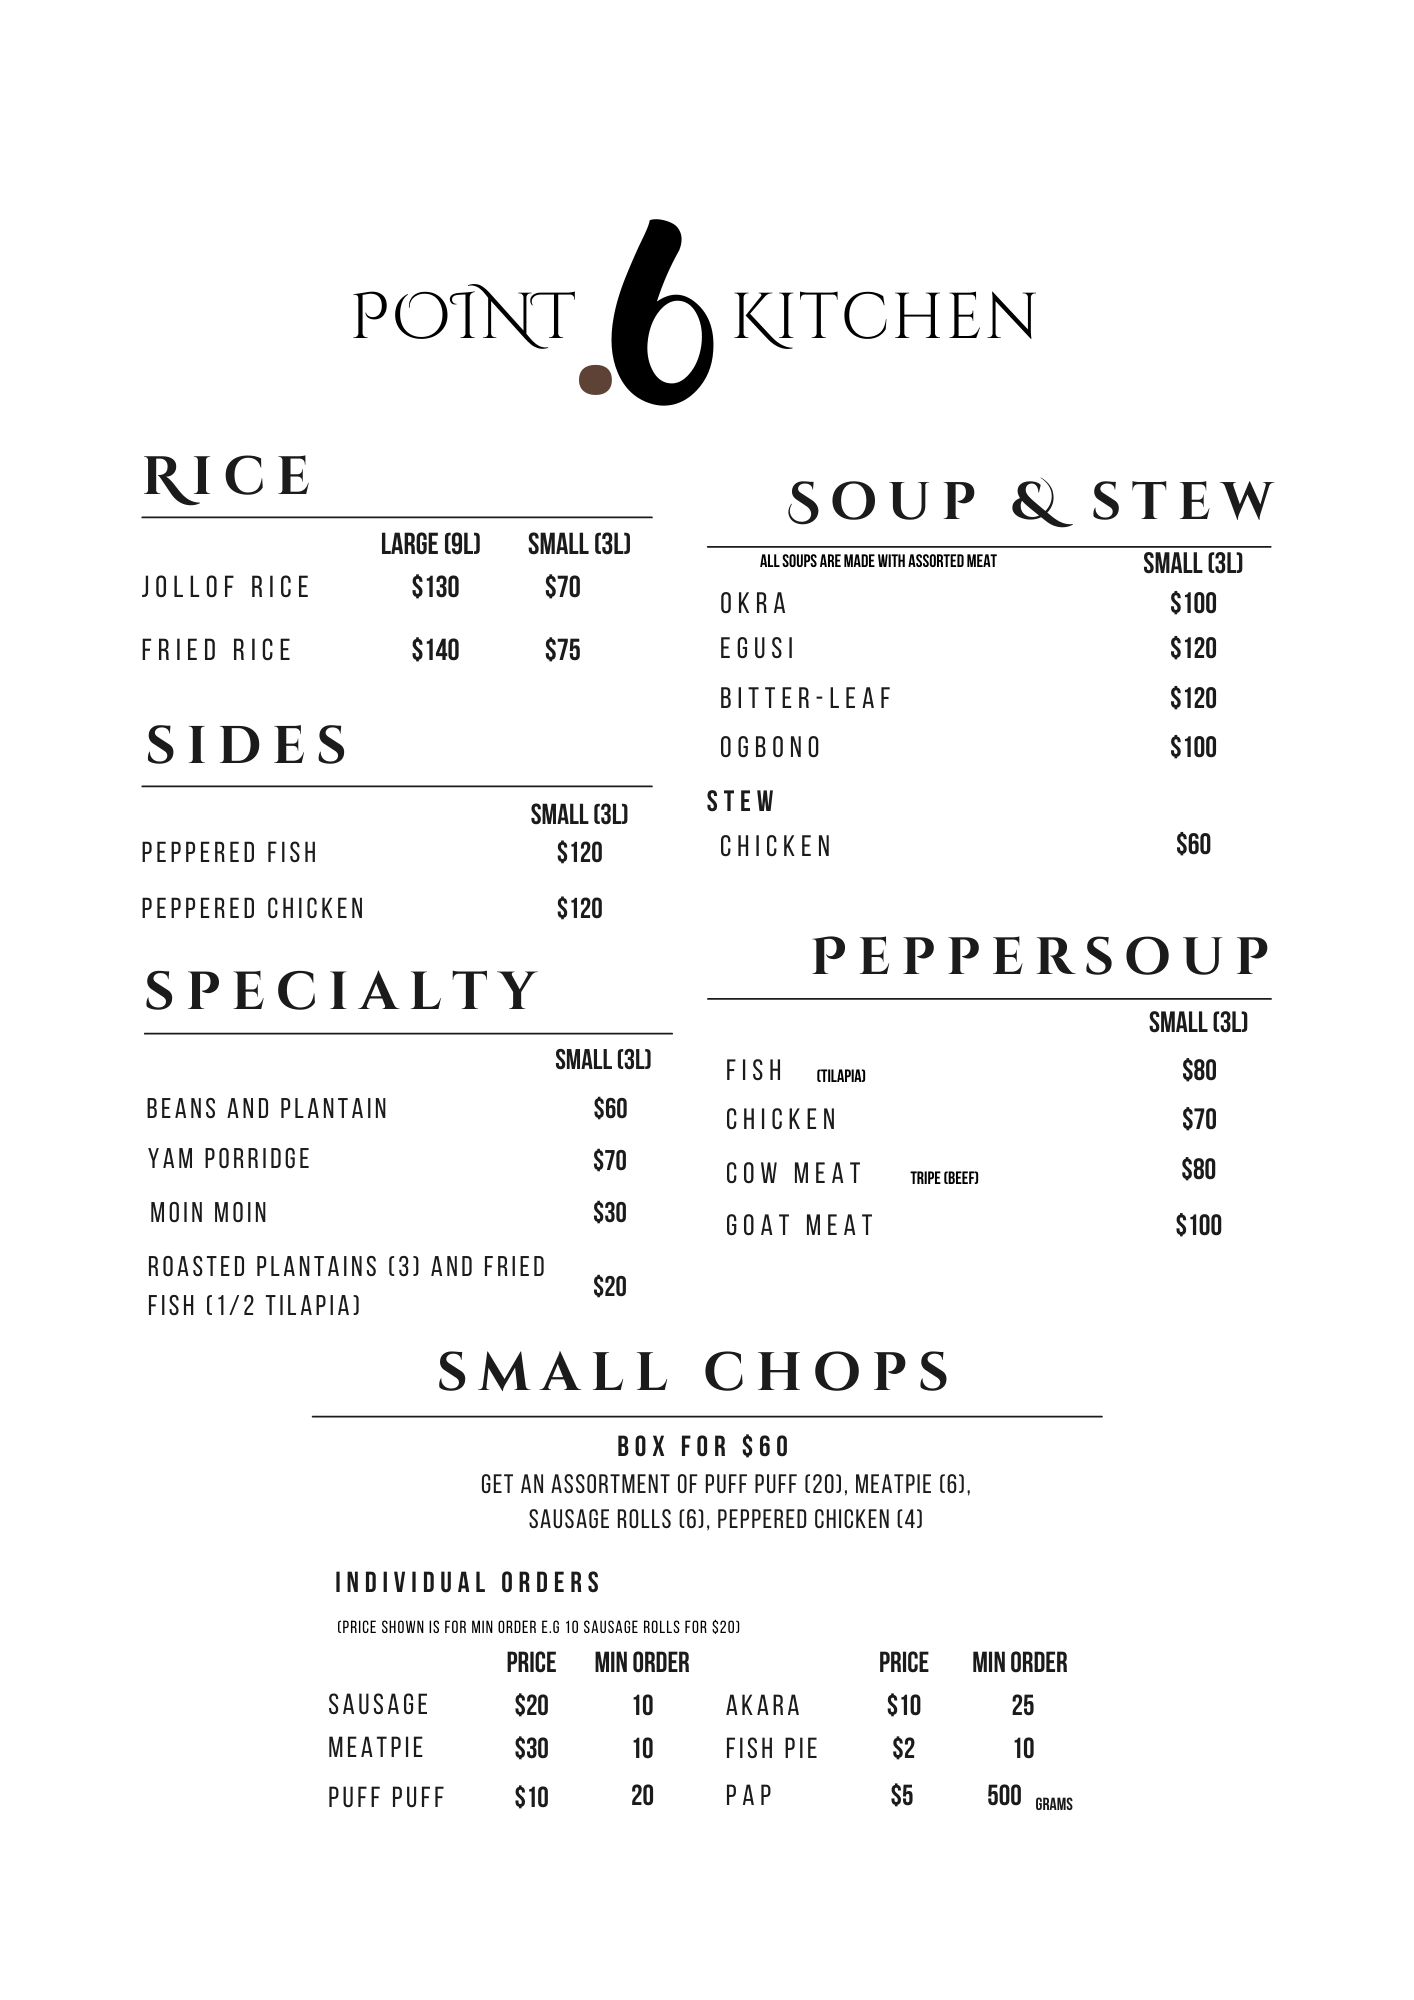 POINT .6 KITCHEN
RICE
LARGE (9L) SMALL (3L)
JOLLOF RICE $130 $70
FRIED RICE $140 $75
SIDES
SMALL (3L)
PEPPERED FISH $120
PEPPERED CHICKEN $120
SPECIALTY
SMALL (3L)
BEANS AND PLANTAIN $60
YAM PORRIDGE $70
MOIN MOIN $30
ROASTED PLANTAINS (3) AND FRIED
FISH (1/2 TILAPIA) $20
SOUP & STEW
ALL SOUPS ARE MADE WITH ASSORTED MEAT SMALL (3L)
OKRA $100
EGUSI $120
BITTER-LEAF $120
OGBONO $100
STEW
CHICKEN $60
PEPPERSOUP
SMALL (3L)
FISH (TILAPIA) $80
CHICKEN $70
COW MEAT TRIPE (BEEF) $80
GOAT MEAT $100
SMALL CHOPS
BOX FOR $60
GET AN ASSORTMENT OF PUFF PUFF (20), MEATPIE (6),
SAUSAGE ROLLS (6), PEPPERED CHICKEN (4)
INDIVIDUAL ORDERS
(PRICE SHOWN IS FOR MIN ORDER E.G 10 SAUSAGE ROLLS FOR $20)
PRICE MIN ORDER PRICE MIN ORDER
SAUSAGE $20 10 AKARA $10 25
MEATPIE $30 10 FISH PIE $2 10
PUFF PUFF $10 20 PAP $5 500 GRAMS